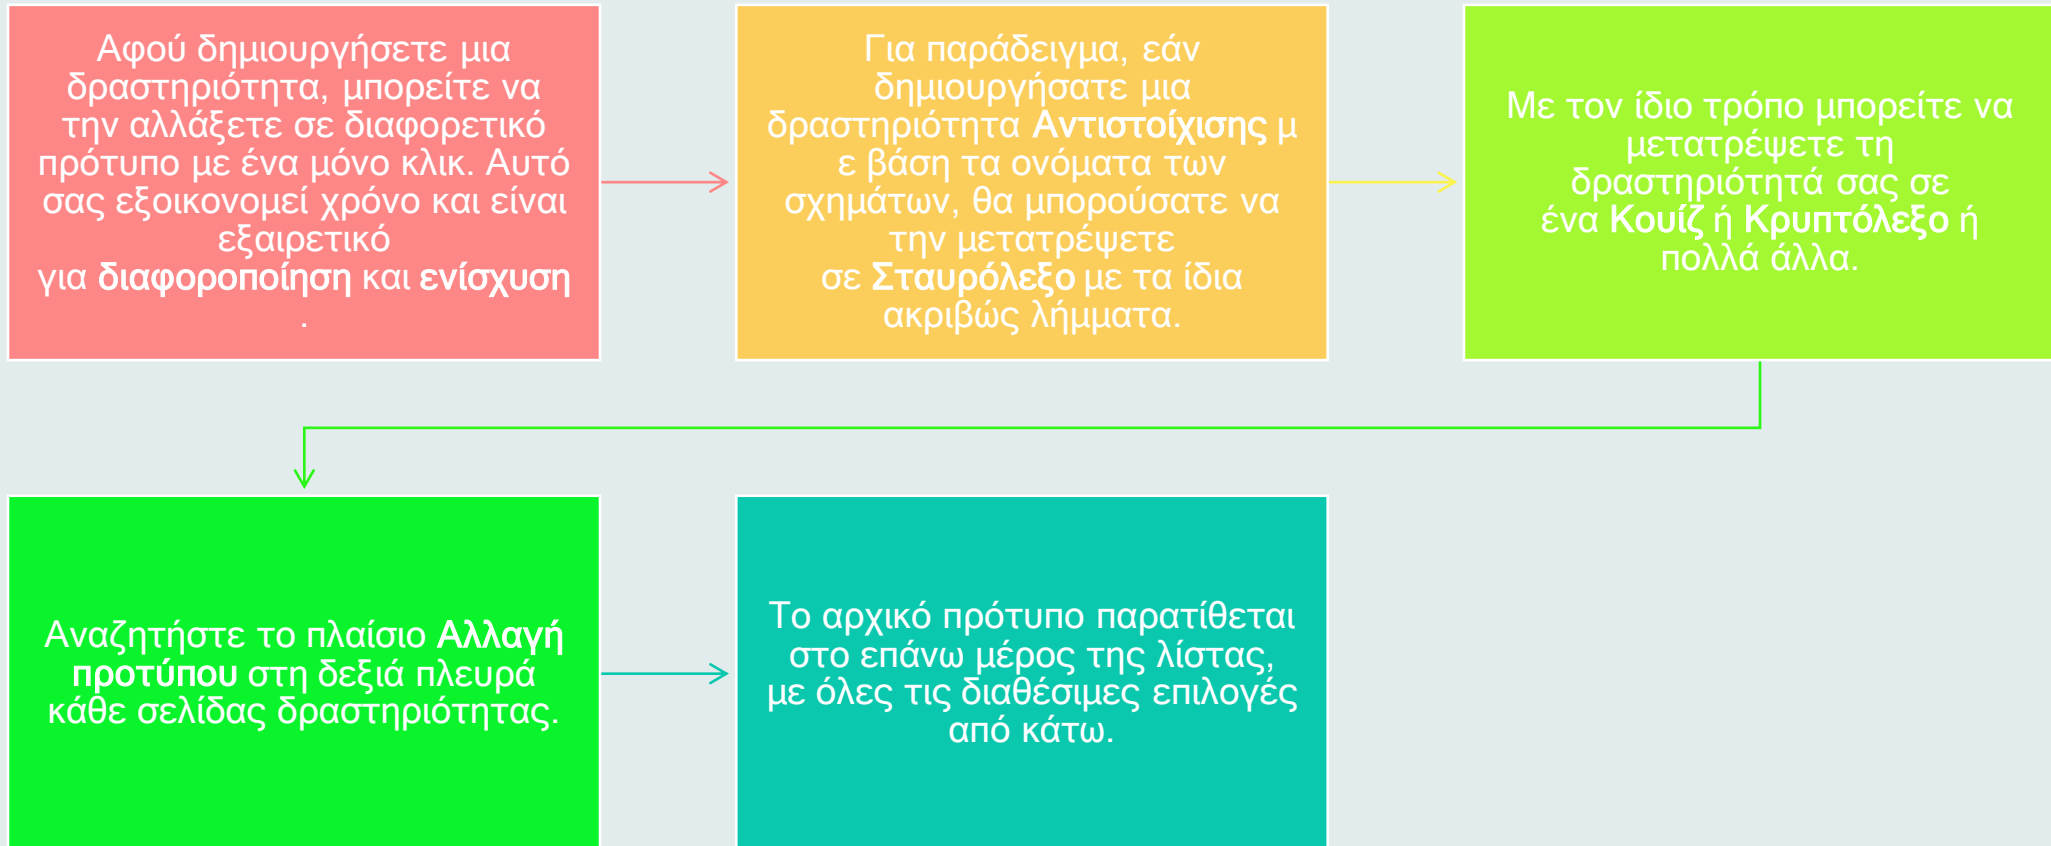 Αφού δημιουργήσετε μια
δραστηριότητα, μπορείτε να
την αλλάξετε σε διαφορετικό
πρότυπο με ένα μόνο κλικ. Αυτό
σας εξοικονομεί χρόνο και είναι
εξαιρετικό
για διαφοροποίηση και ενίσχυση
.
Για παράδειγμα, εάν
δημιουργήσατε μια
δραστηριότητα Αντιστοίχισης μ
ε βάση τα ονόματα των
σχημάτων, θα μπορούσατε να
την μετατρέψετε
σε Σταυρόλεξο με τα ίδια
ακριβώς λήμματα.
Με τον ίδιο τρόπο μπορείτε να
μετατρέψετε τη
δραστηριότητά σας σε
ένα Κουίζ ή Κρυπτόλεξο ή
πολλά άλλα.
Αναζητήστε το πλαίσιο Αλλαγή
προτύπου στη δεξιά πλευρά
κάθε σελίδας δραστηριότητας.
Το αρχικό πρότυπο παρατίθεται
στο επάνω μέρος της λίστας,
με όλες τις διαθέσιμες επιλογές
από κάτω.